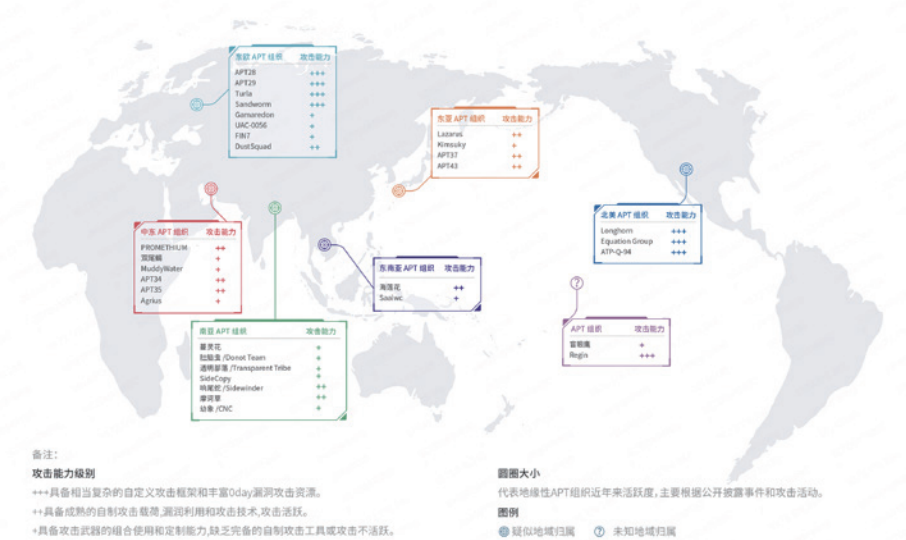 东欧 APT 组织 攻击能力
APT28 +++
APT29 +++
Turla +++
Sandworm +++
Gamaredon +
UAC-0056 +
FIN7 +
DustSquad ++
东亚 APT 组织 攻击能力
Lazarus ++
Kimsuky +
APT37 ++
APT43 ++
北美 APT 组织 攻击能力
Longhorn +++
Equation Group +++
ATP-Q-94 +++
中东 APT 组织 攻击能力
PROMETHIUM ++
双尾蝎 +
MuddyWater +
APT34 ++
APT35 ++
Agrius +
东南亚 APT 组织 攻击能力
海莲花 ++
Saaiwc +
APT 组织 攻击能力
盲眼鹰 +
Regin +++
南亚 APT 组织 攻击能力
蔓灵花 +
肚脑虫 /Donot Team +
透明部落 /Transparent Tribe +
SideCopy +
响尾蛇 /Sidewinder ++
摩诃草 ++
幼象 /CNC +
备注:
攻击能力级别
+++具备相当复杂的自定义攻击框架和丰富0day漏洞攻击资源。
++具备成熟的自制攻击载荷,漏洞利用和攻击技术,攻击活跃。
+具备攻击武器的组合使用和定制能力,缺乏完备的自制攻击工具或攻击不活跃。
圆圈大小
代表地缘性APT组织近年来活跃度,主要根据公开披露事件和攻击活动。
图例
疑似地域归属 ? 未知地域归属